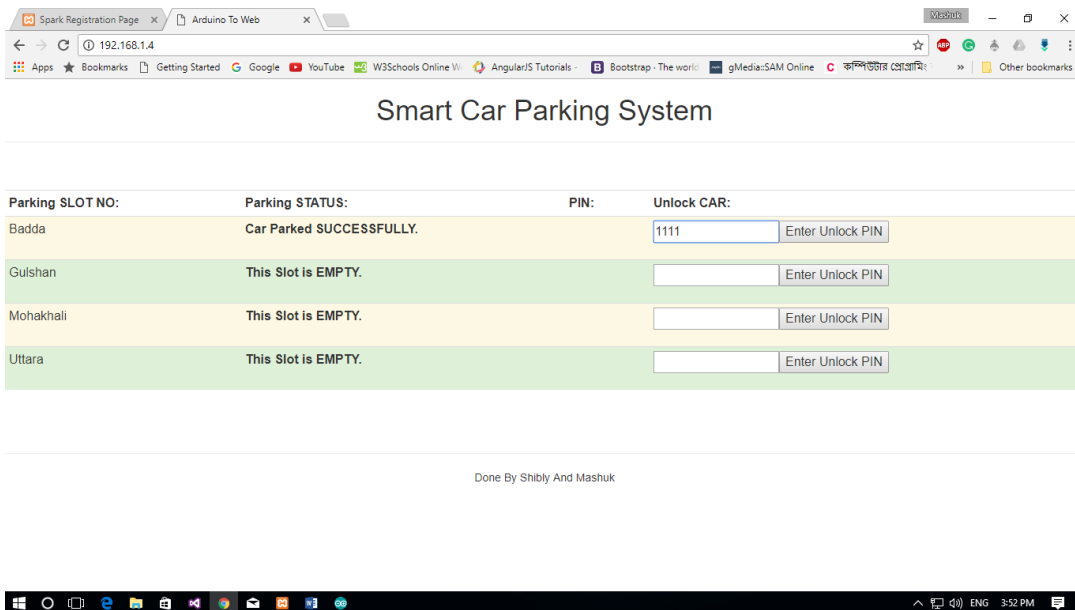 Spark Registration Page
Arduino To Web
Mashuk
192.168.1.4
ABP
Apps Bookmarks Getting Started Google YouTube W3Schools Online W AngularJS Tutorials - Bootstrap · The world gMedia::SAM Online কম্পিউটার প্রোগ্রামিং » Other bookmarks
Smart Car Parking System
Parking SLOT NO: Parking STATUS: PIN: Unlock CAR:
Badda Car Parked SUCCESSFULLY. 1111 Enter Unlock PIN
Gulshan This Slot is EMPTY. Enter Unlock PIN
Mohakhali This Slot is EMPTY. Enter Unlock PIN
Uttara This Slot is EMPTY. Enter Unlock PIN
Done By Shibly And Mashuk
ENG 3:52 PM